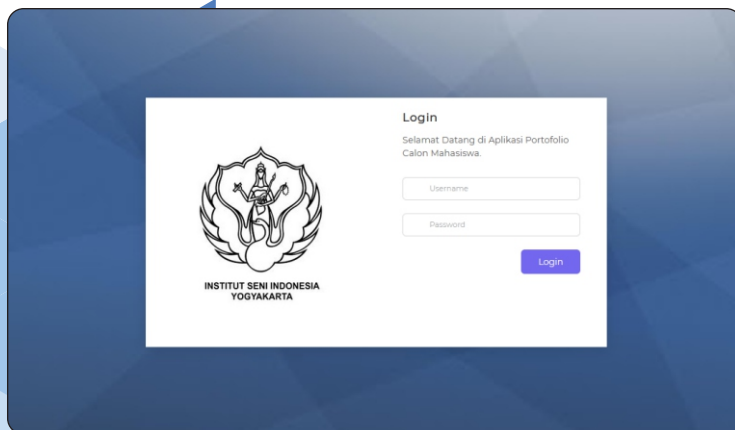 Login
Selamat Datang di Aplikasi Portofolio
Calon Mahasiswa.
Username
Password
Login
INSTITUT SENI INDONESIA
YOGYAKARTA